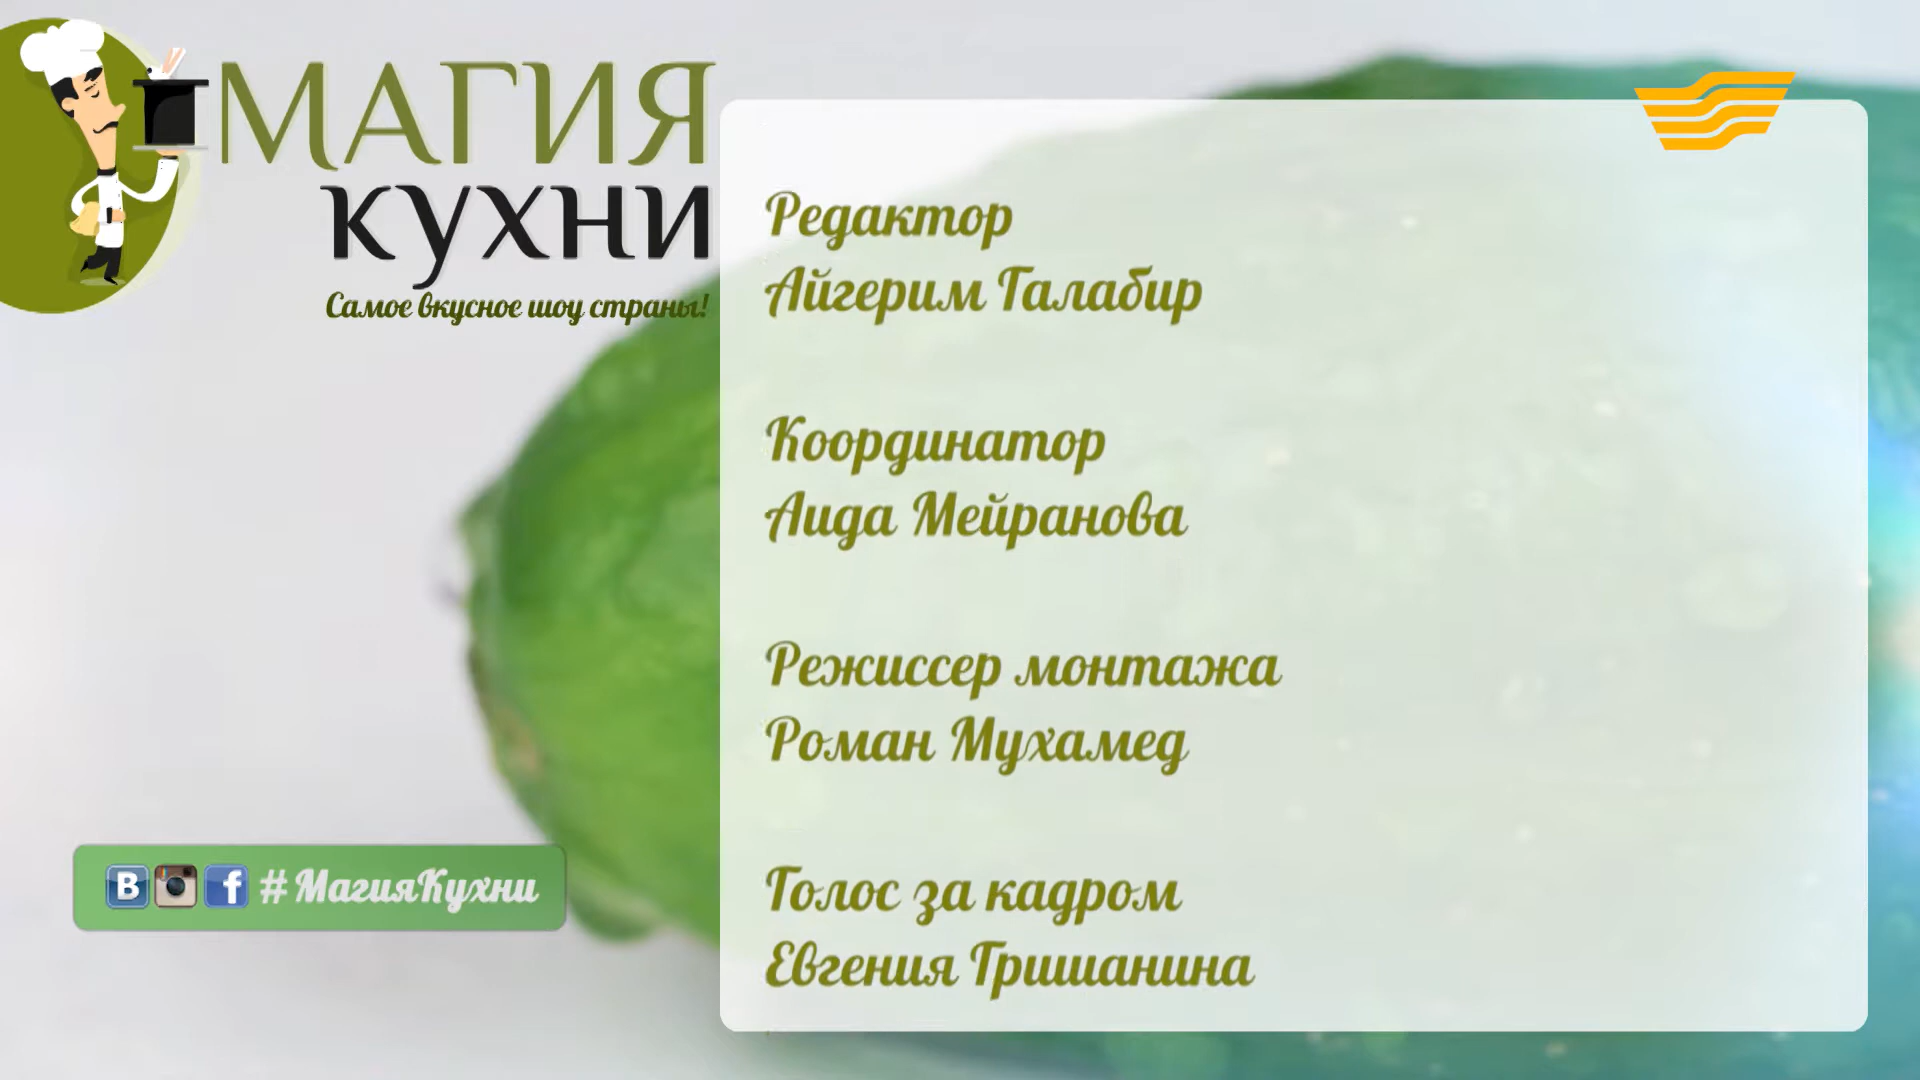 МАГИЯ
КУХНИ
Самое вкусное шоу страны!
Редактор
Айгерим Галабир
Координатор
Аида Мейранова
Режиссер монтажа
Роман Мухамед
Голос за кадром
Евгения Гришанина
В f #МагияКухни